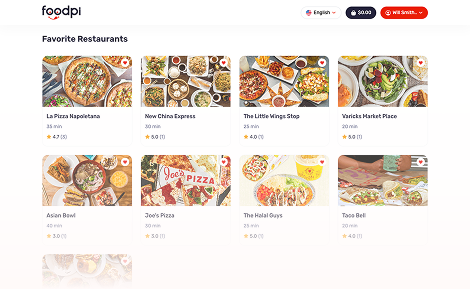 foodpi
English
$0.00
Will Smith..
Favorite Restaurants
La Pizza Napoletana
35 min
4.7 (3)
New China Express
30 min
5.0 (1)
The Little Wings Stop
25 min
4.0 (1)
Varicks Market Place
20 min
5.0 (1)
Asian Bowl
40 min
3.0 (1)
Joe's PIZZA
Joe's Pizza
30 min
5.0 (1)
The Halal Guys
25 min
5.0 (1)
Taco Bell
20 min
4.0 (1)